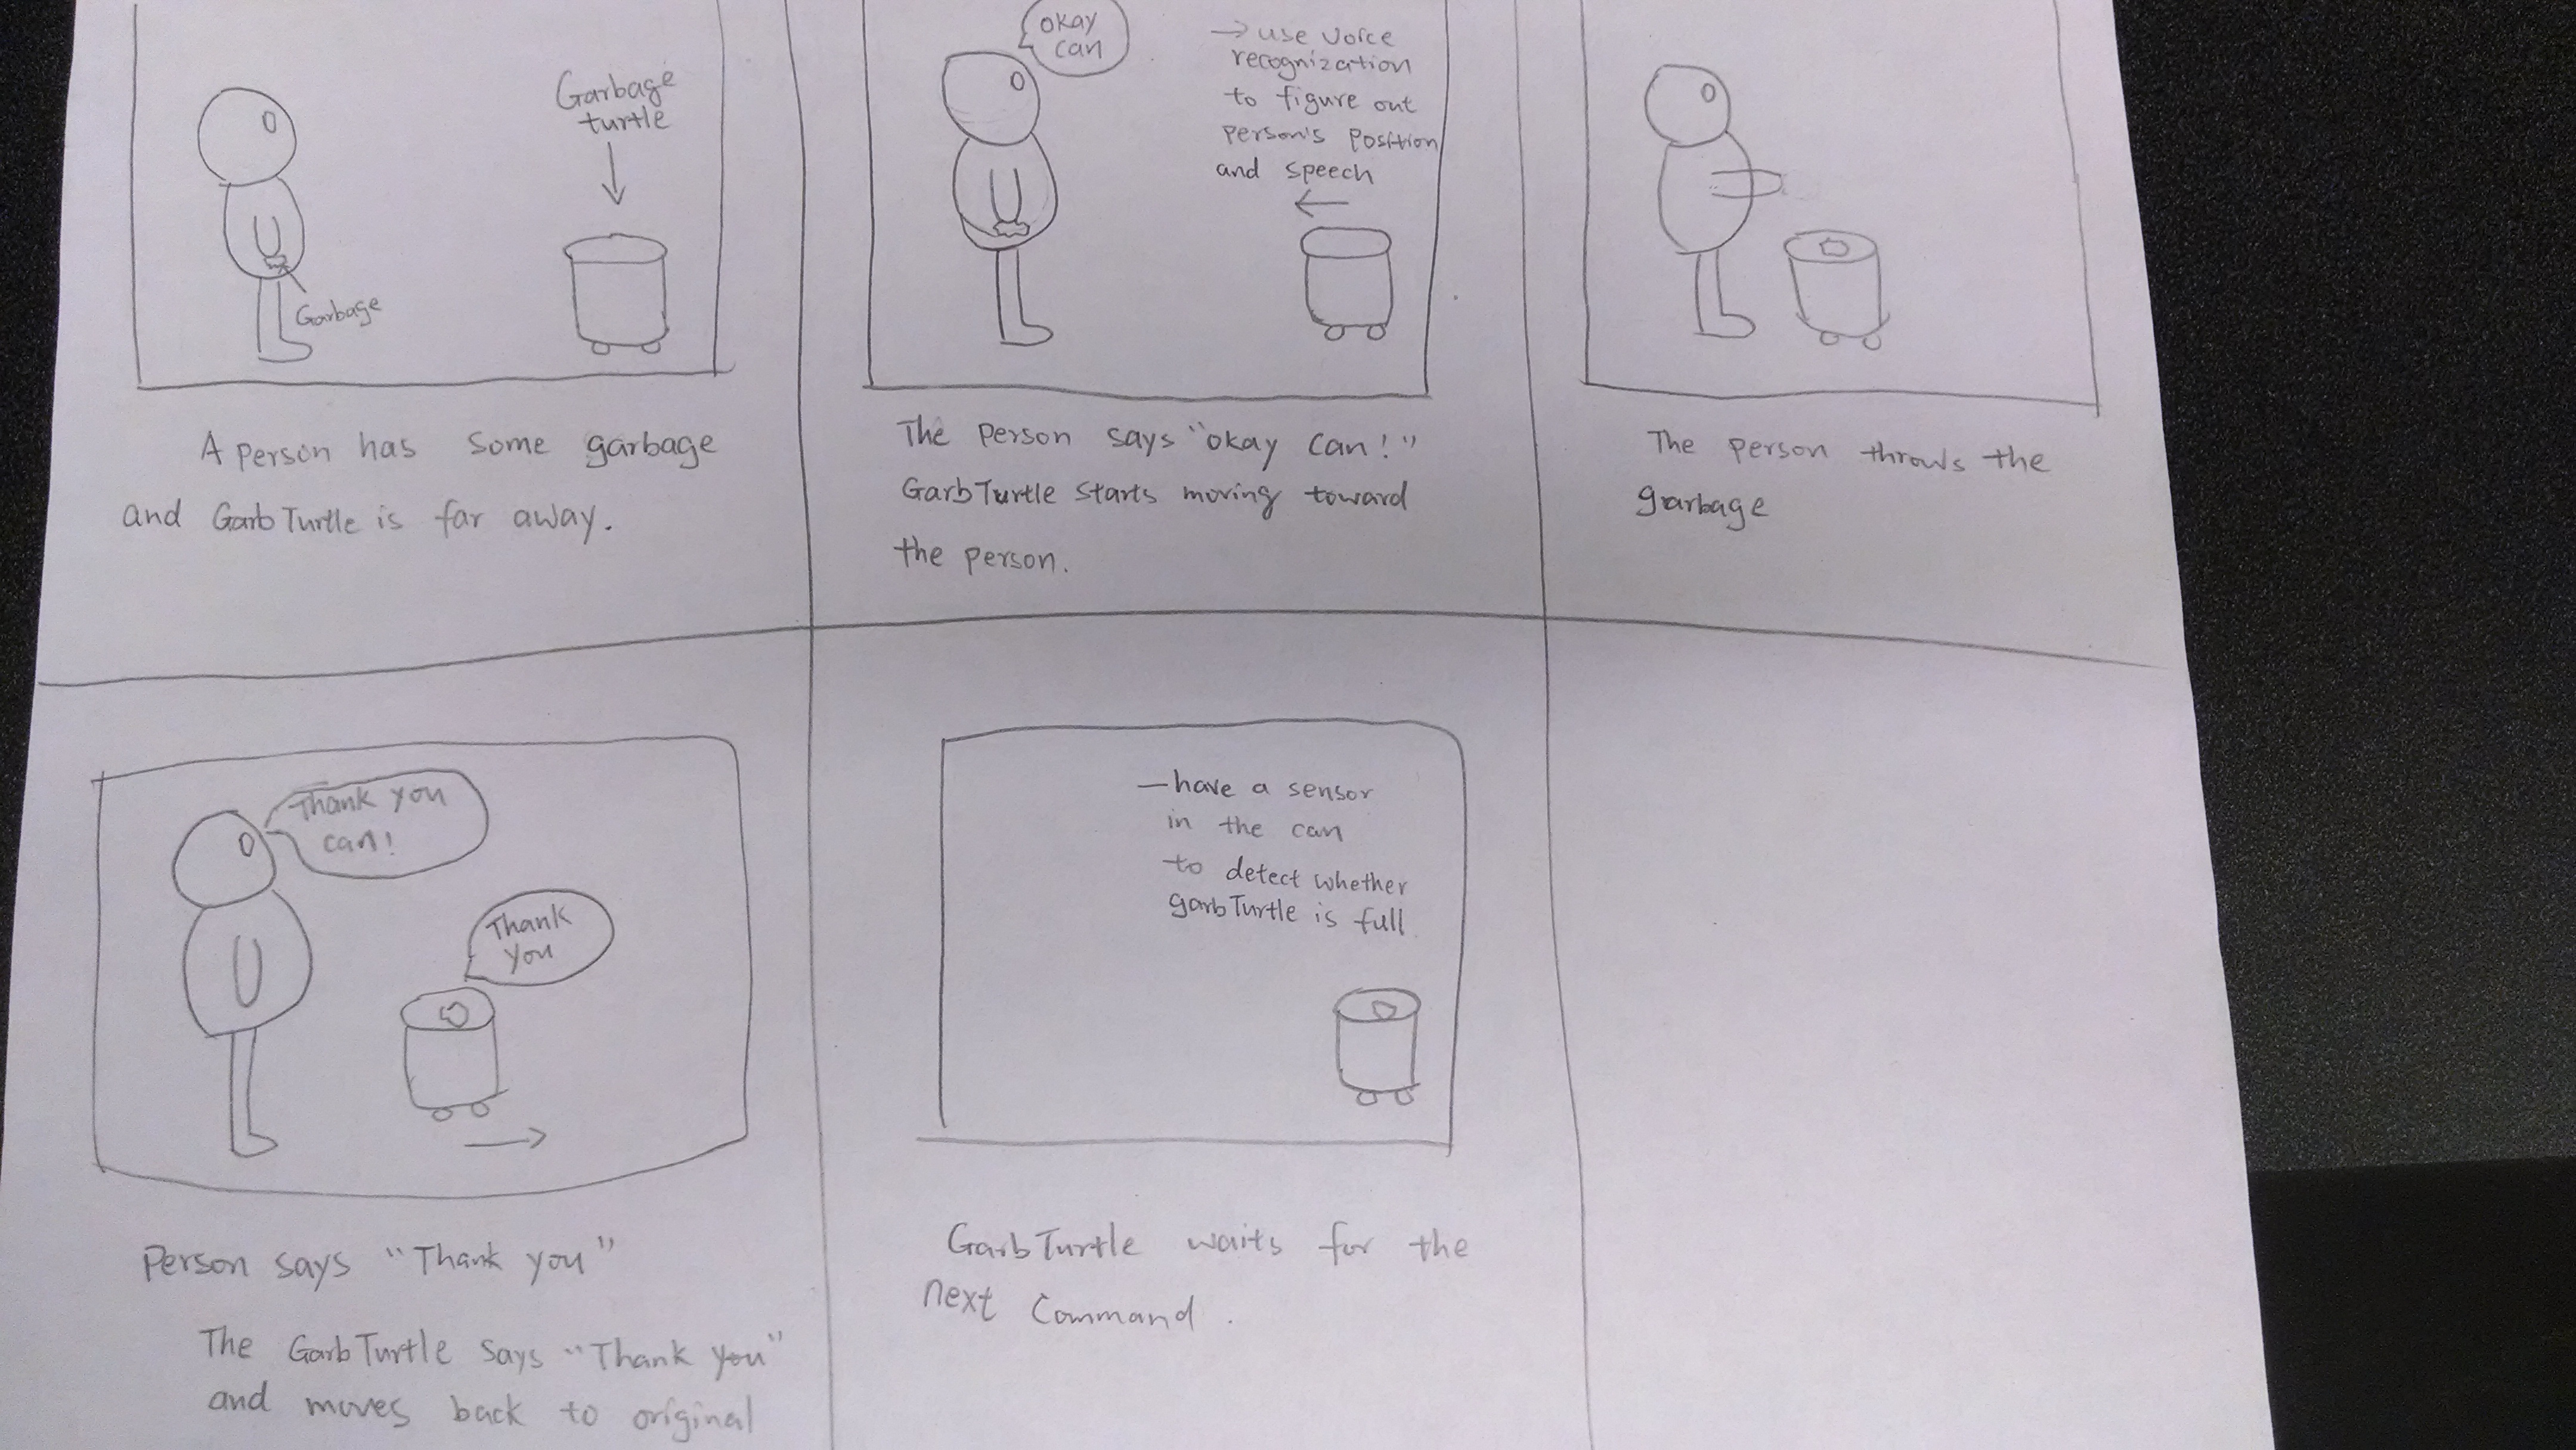 Garbage
turtle
Garbage
A person has some garbage
and GarbTurtle is far away.
okay
can
→ use voice
recognization
to figure out
person's position
and speech
The person says "okay can!"
GarbTurtle starts moving toward
the person.
The person throws the
garbage
Thank you
can!
Thank
you
Person says "Thank you"
The GarbTurtle says "Thank you"
and moves back to original
— have a sensor
in the can
to detect whether
garbTurtle is full.
GarbTurtle waits for the
next command.